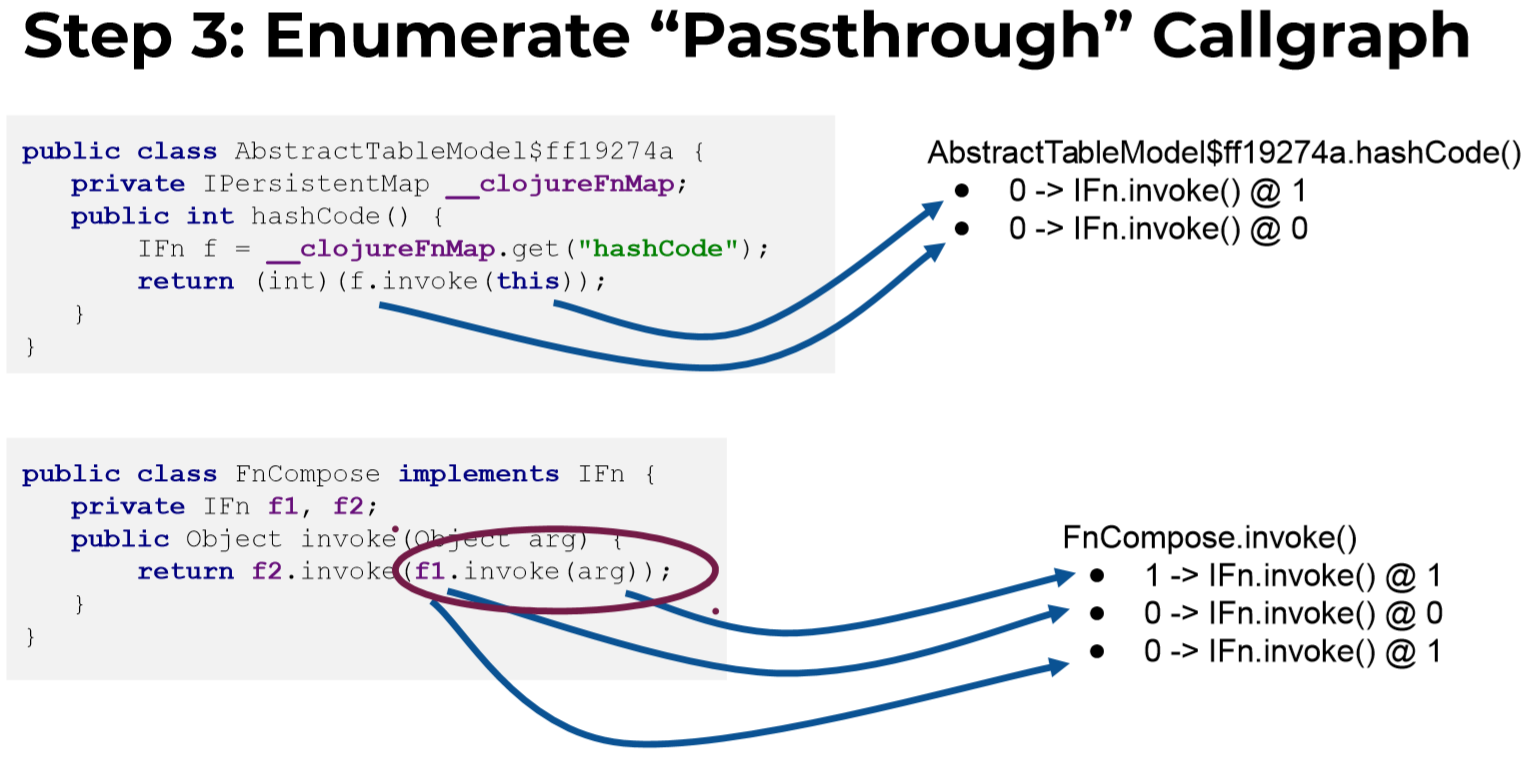 Step 3: Enumerate “Passthrough” Callgraph
public class AbstractTableModel$ff19274a {
private IPersistentMap __clojureFnMap;
public int hashCode() {
IFn f = __clojureFnMap.get("hashCode");
return (int)(f.invoke(this));
}
}
AbstractTableModel$ff19274a.hashCode()
● 0 -> IFn.invoke() @ 1
● 0 -> IFn.invoke() @ 0
public class FnCompose implements IFn {
private IFn f1, f2;
public Object invoke(Object arg) {
return f2.invoke(f1.invoke(arg));
}
}
FnCompose.invoke()
● 1 -> IFn.invoke() @ 1
● 0 -> IFn.invoke() @ 0
● 0 -> IFn.invoke() @ 1